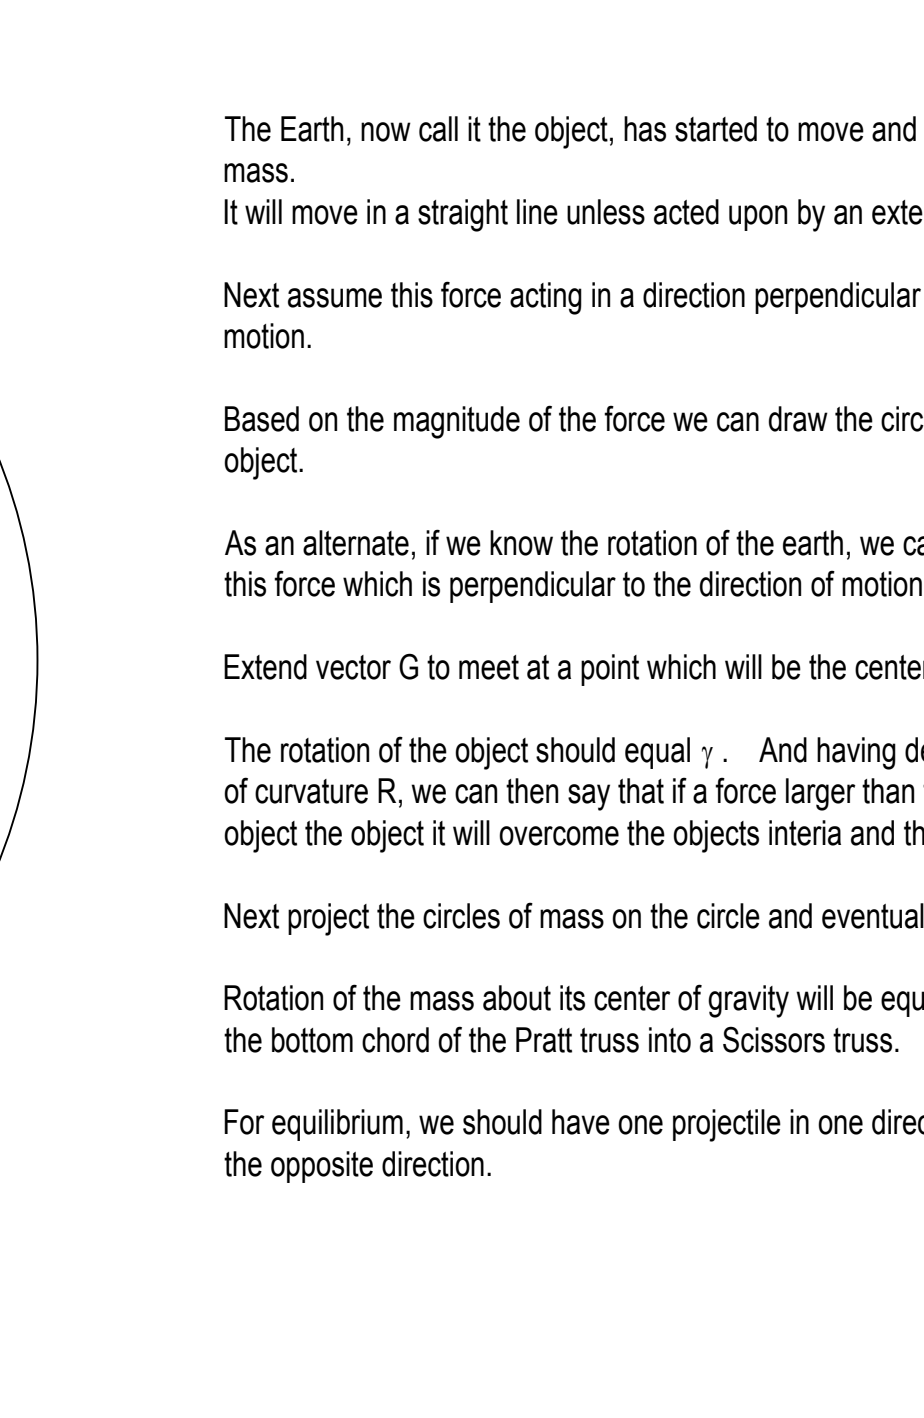 The Earth, now call it the object, has started to move and
mass.
It will move in a straight line unless acted upon by an exte
Next assume this force acting in a direction perpendicular
motion.
Based on the magnitude of the force we can draw the circ
object.
As an alternate, if we know the rotation of the earth, we ca
this force which is perpendicular to the direction of motion
Extend vector G to meet at a point which will be the center
The rotation of the object should equal γ .    And having de
of curvature R, we can then say that if a force larger than
object the object it will overcome the objects interia and th
Next project the circles of mass on the circle and eventual
Rotation of the mass about its center of gravity will be equ
the bottom chord of the Pratt truss into a Scissors truss.
For equilibrium, we should have one projectile in one direc
the opposite direction.